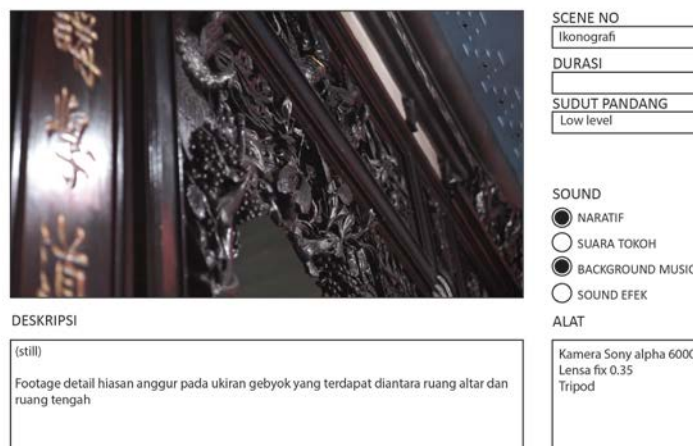 SCENE NO
Ikonografi
DURASI
SUDUT PANDANG
Low level
SOUND
NARATIF
SUARA TOKOH
BACKGROUND MUSIC
SOUND EFEK
DESKRIPSI
(still)
Footage detail hiasan anggur pada ukiran gebyok yang terdapat diantara ruang altar dan
ruang tengah
ALAT
Kamera Sony alpha 6000
Lensa fix 0.35
Tripod